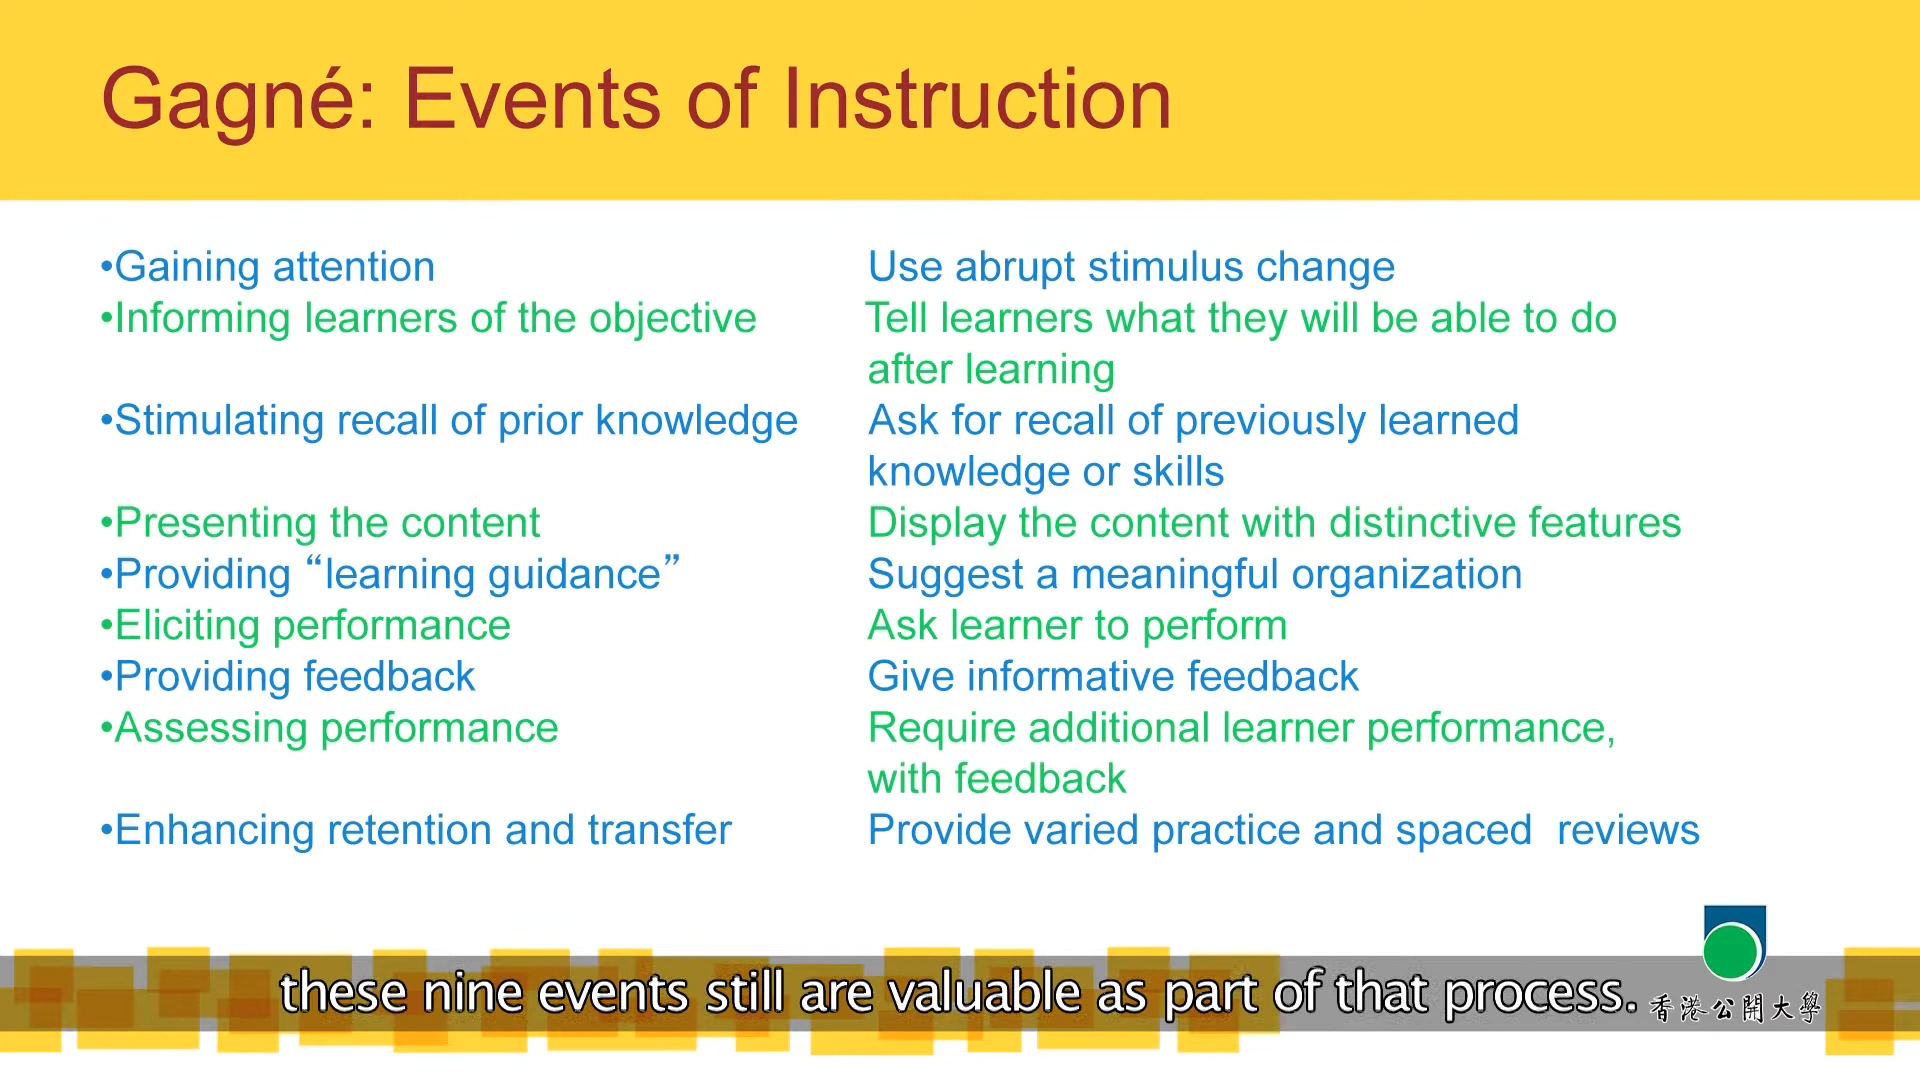 Gagné: Events of Instruction
•Gaining attention Use abrupt stimulus change
•Informing learners of the objective Tell learners what they will be able to do
after learning
•Stimulating recall of prior knowledge Ask for recall of previously learned
knowledge or skills
•Presenting the content Display the content with distinctive features
•Providing “learning guidance” Suggest a meaningful organization
•Eliciting performance Ask learner to perform
•Providing feedback Give informative feedback
•Assessing performance Require additional learner performance,
with feedback
•Enhancing retention and transfer Provide varied practice and spaced  reviews
these nine events still are valuable as part of that process.
香港公開大學